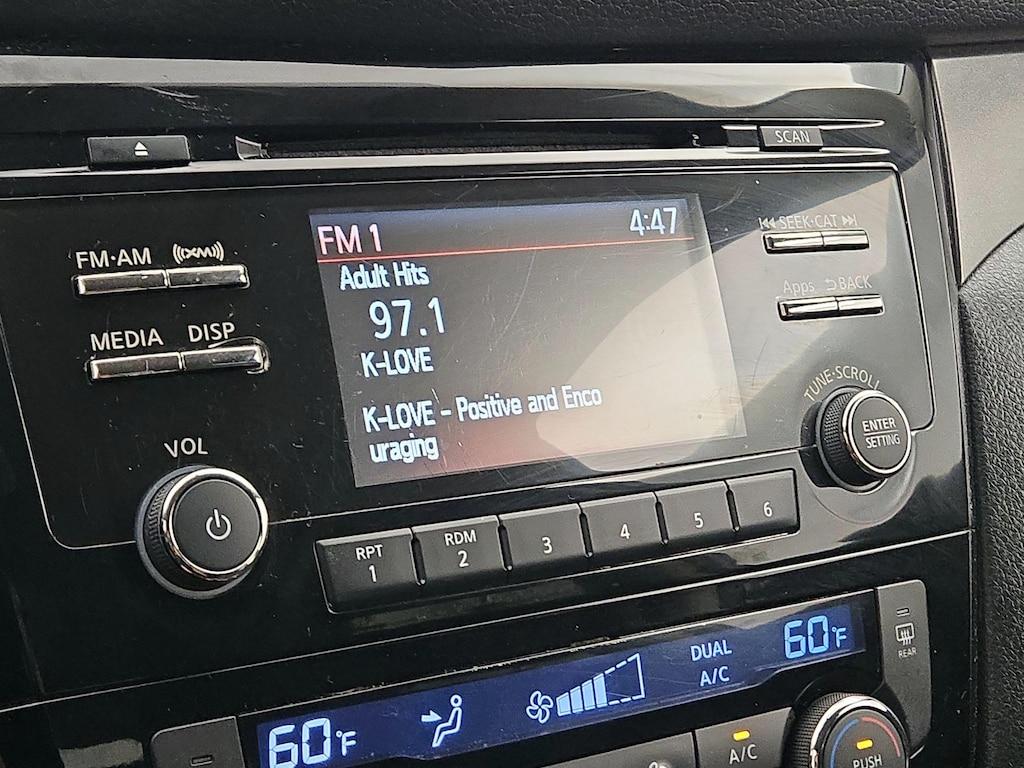 SCAN
FM 1 4:47
Adult Hits
97.1
K-LOVE
K-LOVE - Positive and Enco
uraging
FM·AM ((XM))
MEDIA DISP
VOL
SEEK·CAT
Apps BACK
TUNE·SCROLL
ENTER
SETTING
RPT
1
RDM
2
3
4
5
6
60°F
DUAL
A/C
60°F
REAR
A/C
PUSH